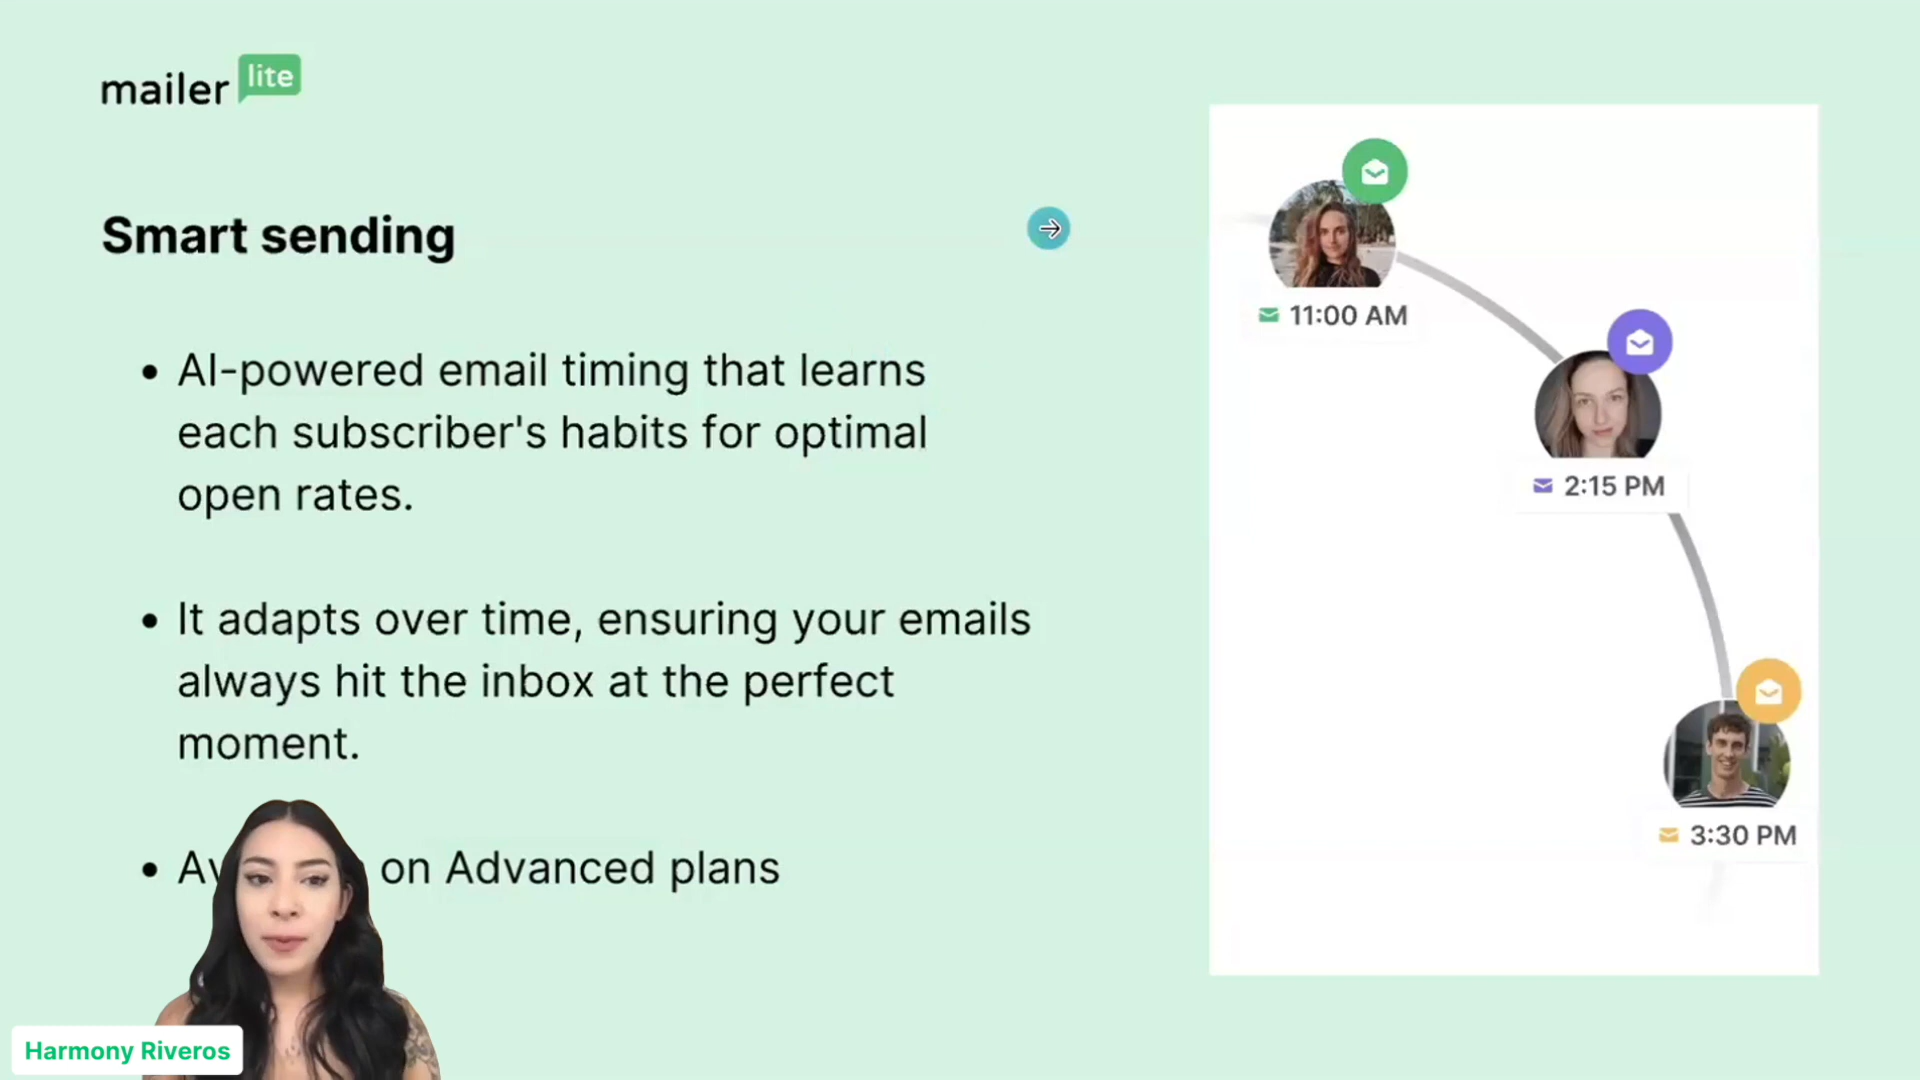 mailer lite
Smart sending
• AI-powered email timing that learns
each subscriber's habits for optimal
open rates.
• It adapts over time, ensuring your emails
always hit the inbox at the perfect
moment.
• on Advanced plans
11:00 AM
2:15 PM
3:30 PM
Harmony Riveros